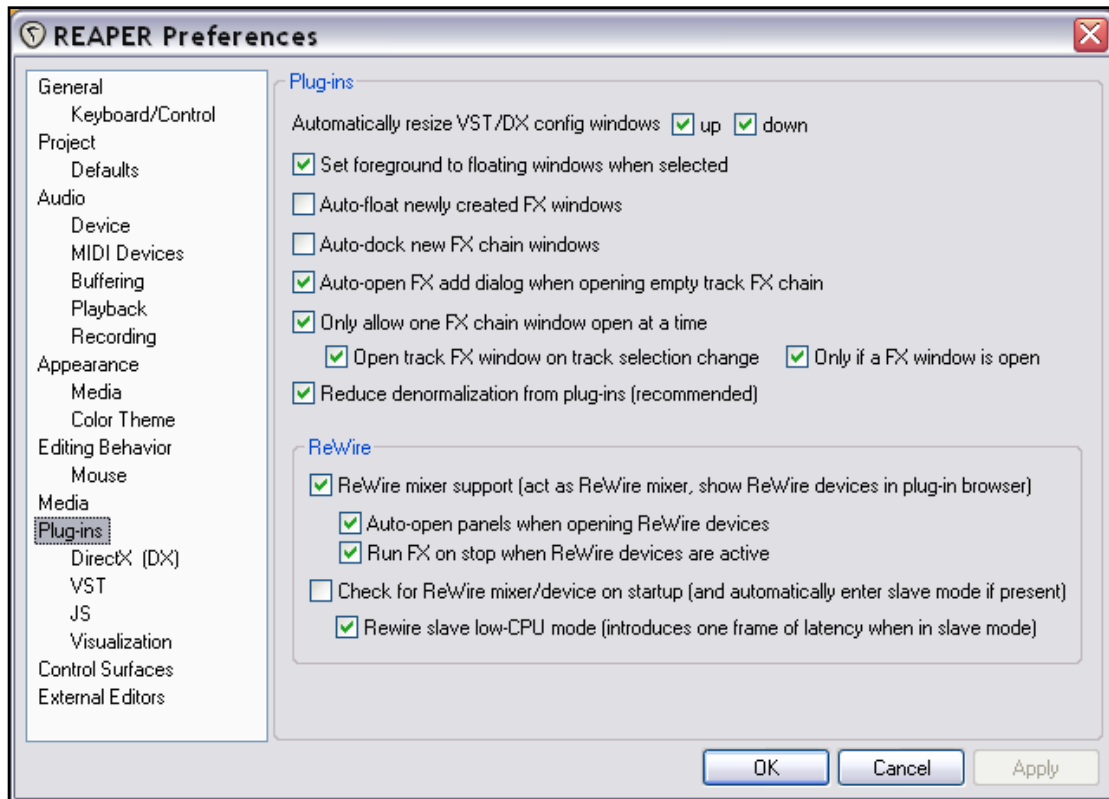 REAPER Preferences
General
Keyboard/Control
Project
Defaults
Audio
Device
MIDI Devices
Buffering
Playback
Recording
Appearance
Media
Color Theme
Editing Behavior
Mouse
Media
Plug-ins
DirectX (DX)
VST
JS
Visualization
Control Surfaces
External Editors
Plug-ins
Automatically resize VST/DX config windows up down
Set foreground to floating windows when selected
Auto-float newly created FX windows
Auto-dock new FX chain windows
Auto-open FX add dialog when opening empty track FX chain
Only allow one FX chain window open at a time
Open track FX window on track selection change Only if a FX window is open
Reduce denormalization from plug-ins (recommended)
ReWire
ReWire mixer support (act as ReWire mixer, show ReWire devices in plug-in browser)
Auto-open panels when opening ReWire devices
Run FX on stop when ReWire devices are active
Check for ReWire mixer/device on startup (and automatically enter slave mode if present)
Rewire slave low-CPU mode (introduces one frame of latency when in slave mode)
OK Cancel Apply